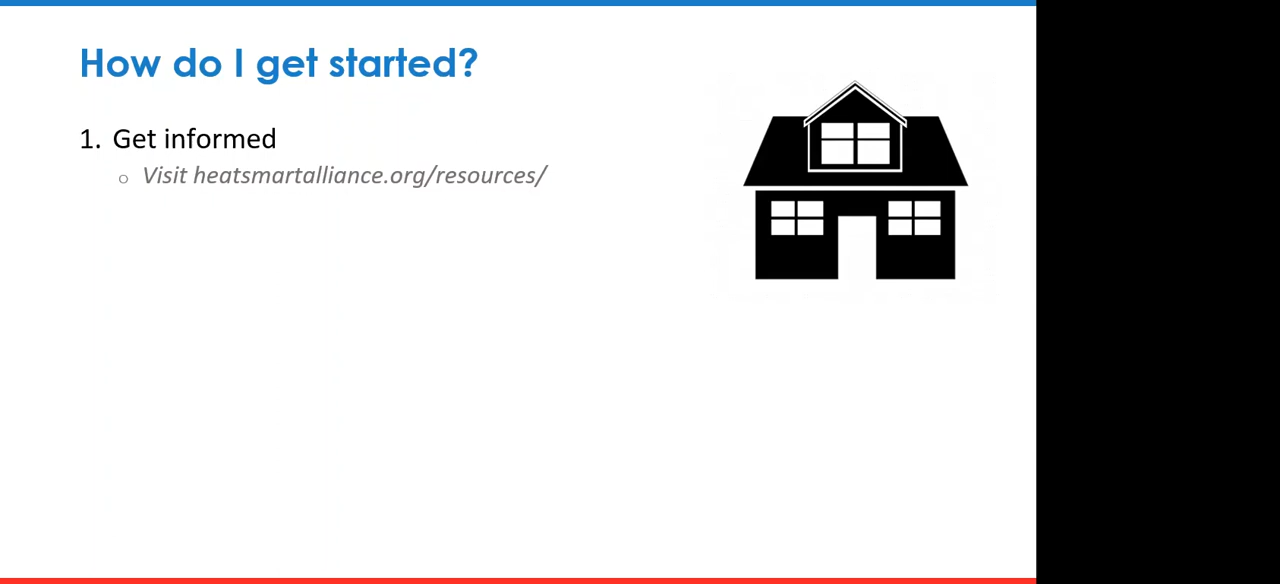 How do I get started?
1. Get informed
○ Visit heatsmartalliance.org/resources/